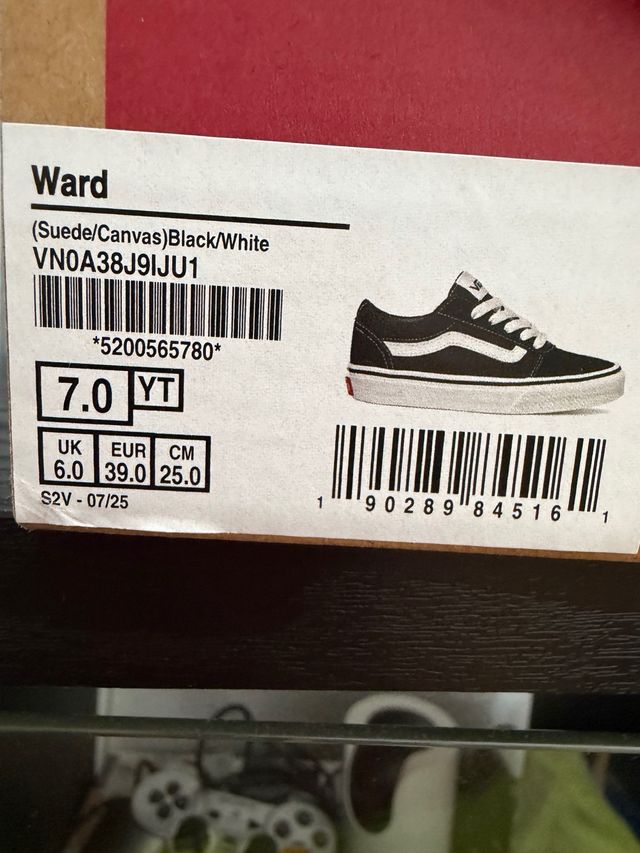 Ward
(Suede/Canvas)Black/White
VN0A38J9IJU1
*5200565780*
7.0 YT
UK EUR CM
6.0 39.0 25.0
S2V - 07/25
1 90289 84516 1